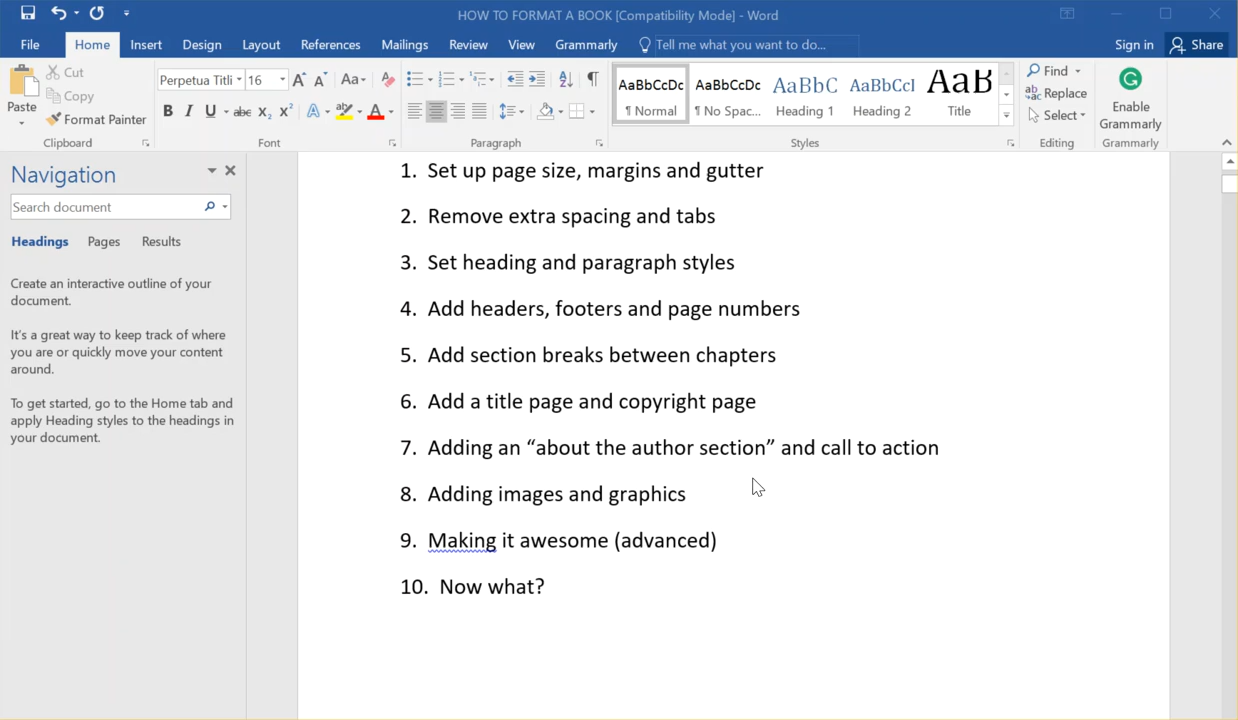 HOW TO FORMAT A BOOK [Compatibility Mode] - Word
File Home Insert Design Layout References Mailings Review View Grammarly Tell me what you want to do... Sign in Share
Paste
Cut
Copy
Format Painter
Clipboard
Perpetua Titli 16 Aa
B I U abc X₂ X² A A
Font
Paragraph
AaBbCcDc AaBbCcDc AaBbC AaBbCcI AaB
¶ Normal ¶ No Spac... Heading 1 Heading 2 Title
Styles
Find
Replace
Select
Editing
Enable
Grammarly
Grammarly
Navigation
Search document
Headings Pages Results
Create an interactive outline of your
document.
It's a great way to keep track of where
you are or quickly move your content
around.
To get started, go to the Home tab and
apply Heading styles to the headings in
your document.
1. Set up page size, margins and gutter
2. Remove extra spacing and tabs
3. Set heading and paragraph styles
4. Add headers, footers and page numbers
5. Add section breaks between chapters
6. Add a title page and copyright page
7. Adding an “about the author section” and call to action
8. Adding images and graphics
9. Making it awesome (advanced)
10. Now what?